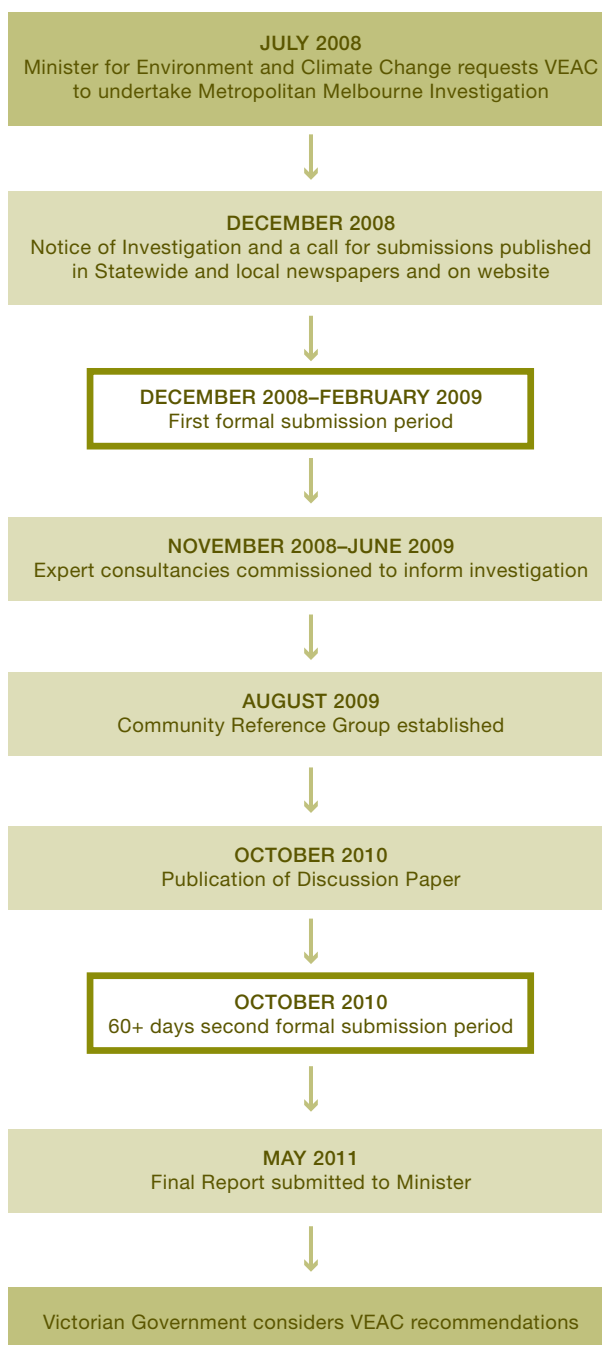 JULY 2008
Minister for Environment and Climate Change requests VEAC
to undertake Metropolitan Melbourne Investigation
DECEMBER 2008
Notice of Investigation and a call for submissions published
in Statewide and local newspapers and on website
DECEMBER 2008–FEBRUARY 2009
First formal submission period
NOVEMBER 2008–JUNE 2009
Expert consultancies commissioned to inform investigation
AUGUST 2009
Community Reference Group established
OCTOBER 2010
Publication of Discussion Paper
OCTOBER 2010
60+ days second formal submission period
MAY 2011
Final Report submitted to Minister
Victorian Government considers VEAC recommendations